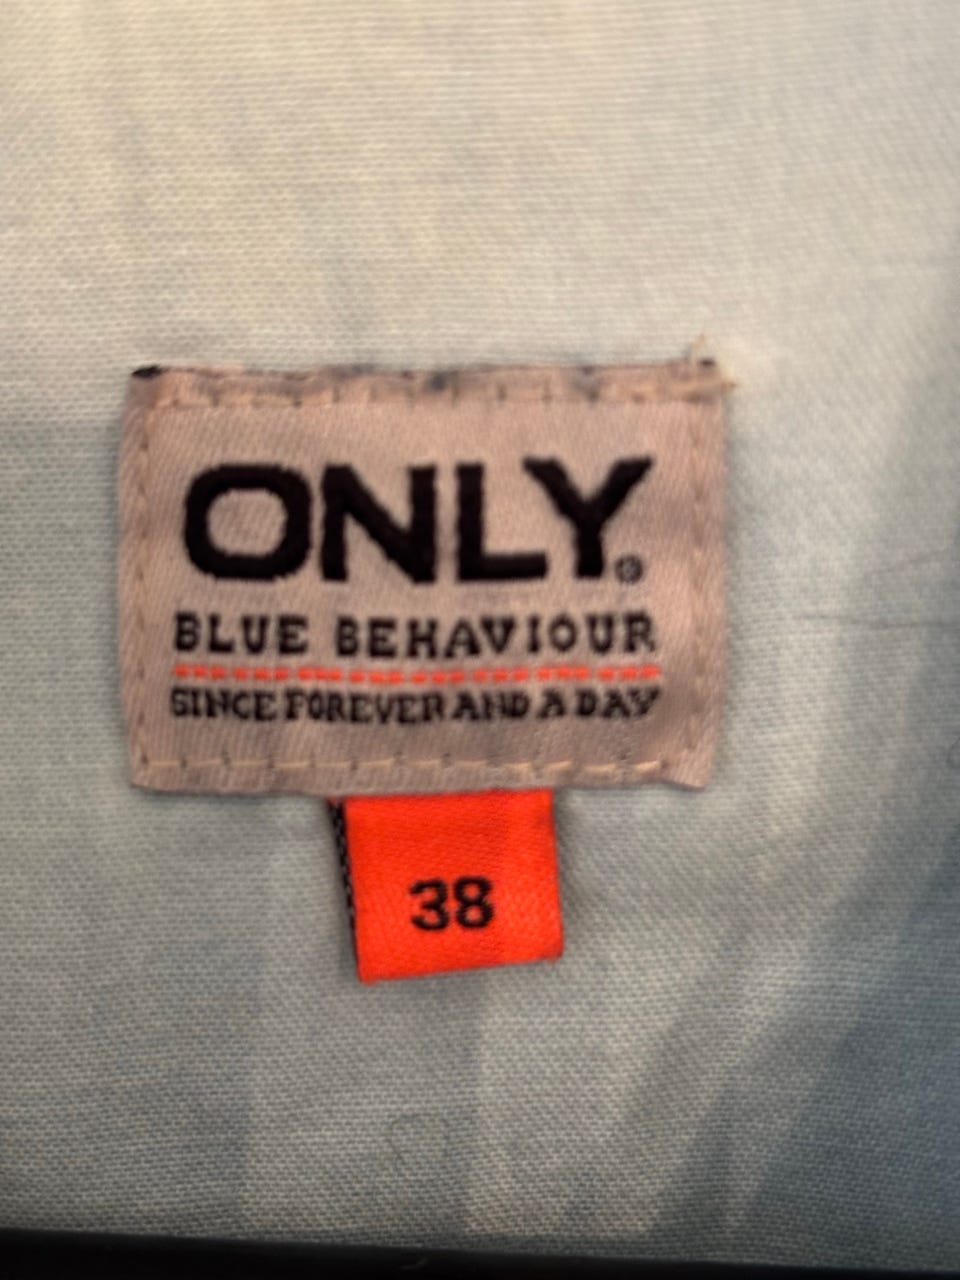 ONLY®
BLUE BEHAVIOUR
SINCE FOREVER AND A DAY
38